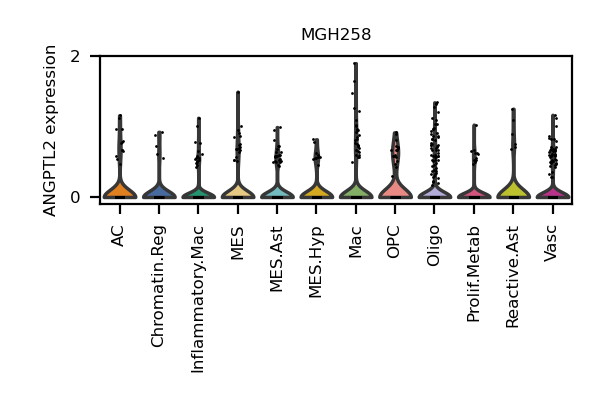 MGH258
ANGPTL2 expression
2
0
AC
Chromatin.Reg
Inflammatory.Mac
MES
MES.Ast
MES.Hyp
Mac
OPC
Oligo
Prolif.Metab
Reactive.Ast
Vasc